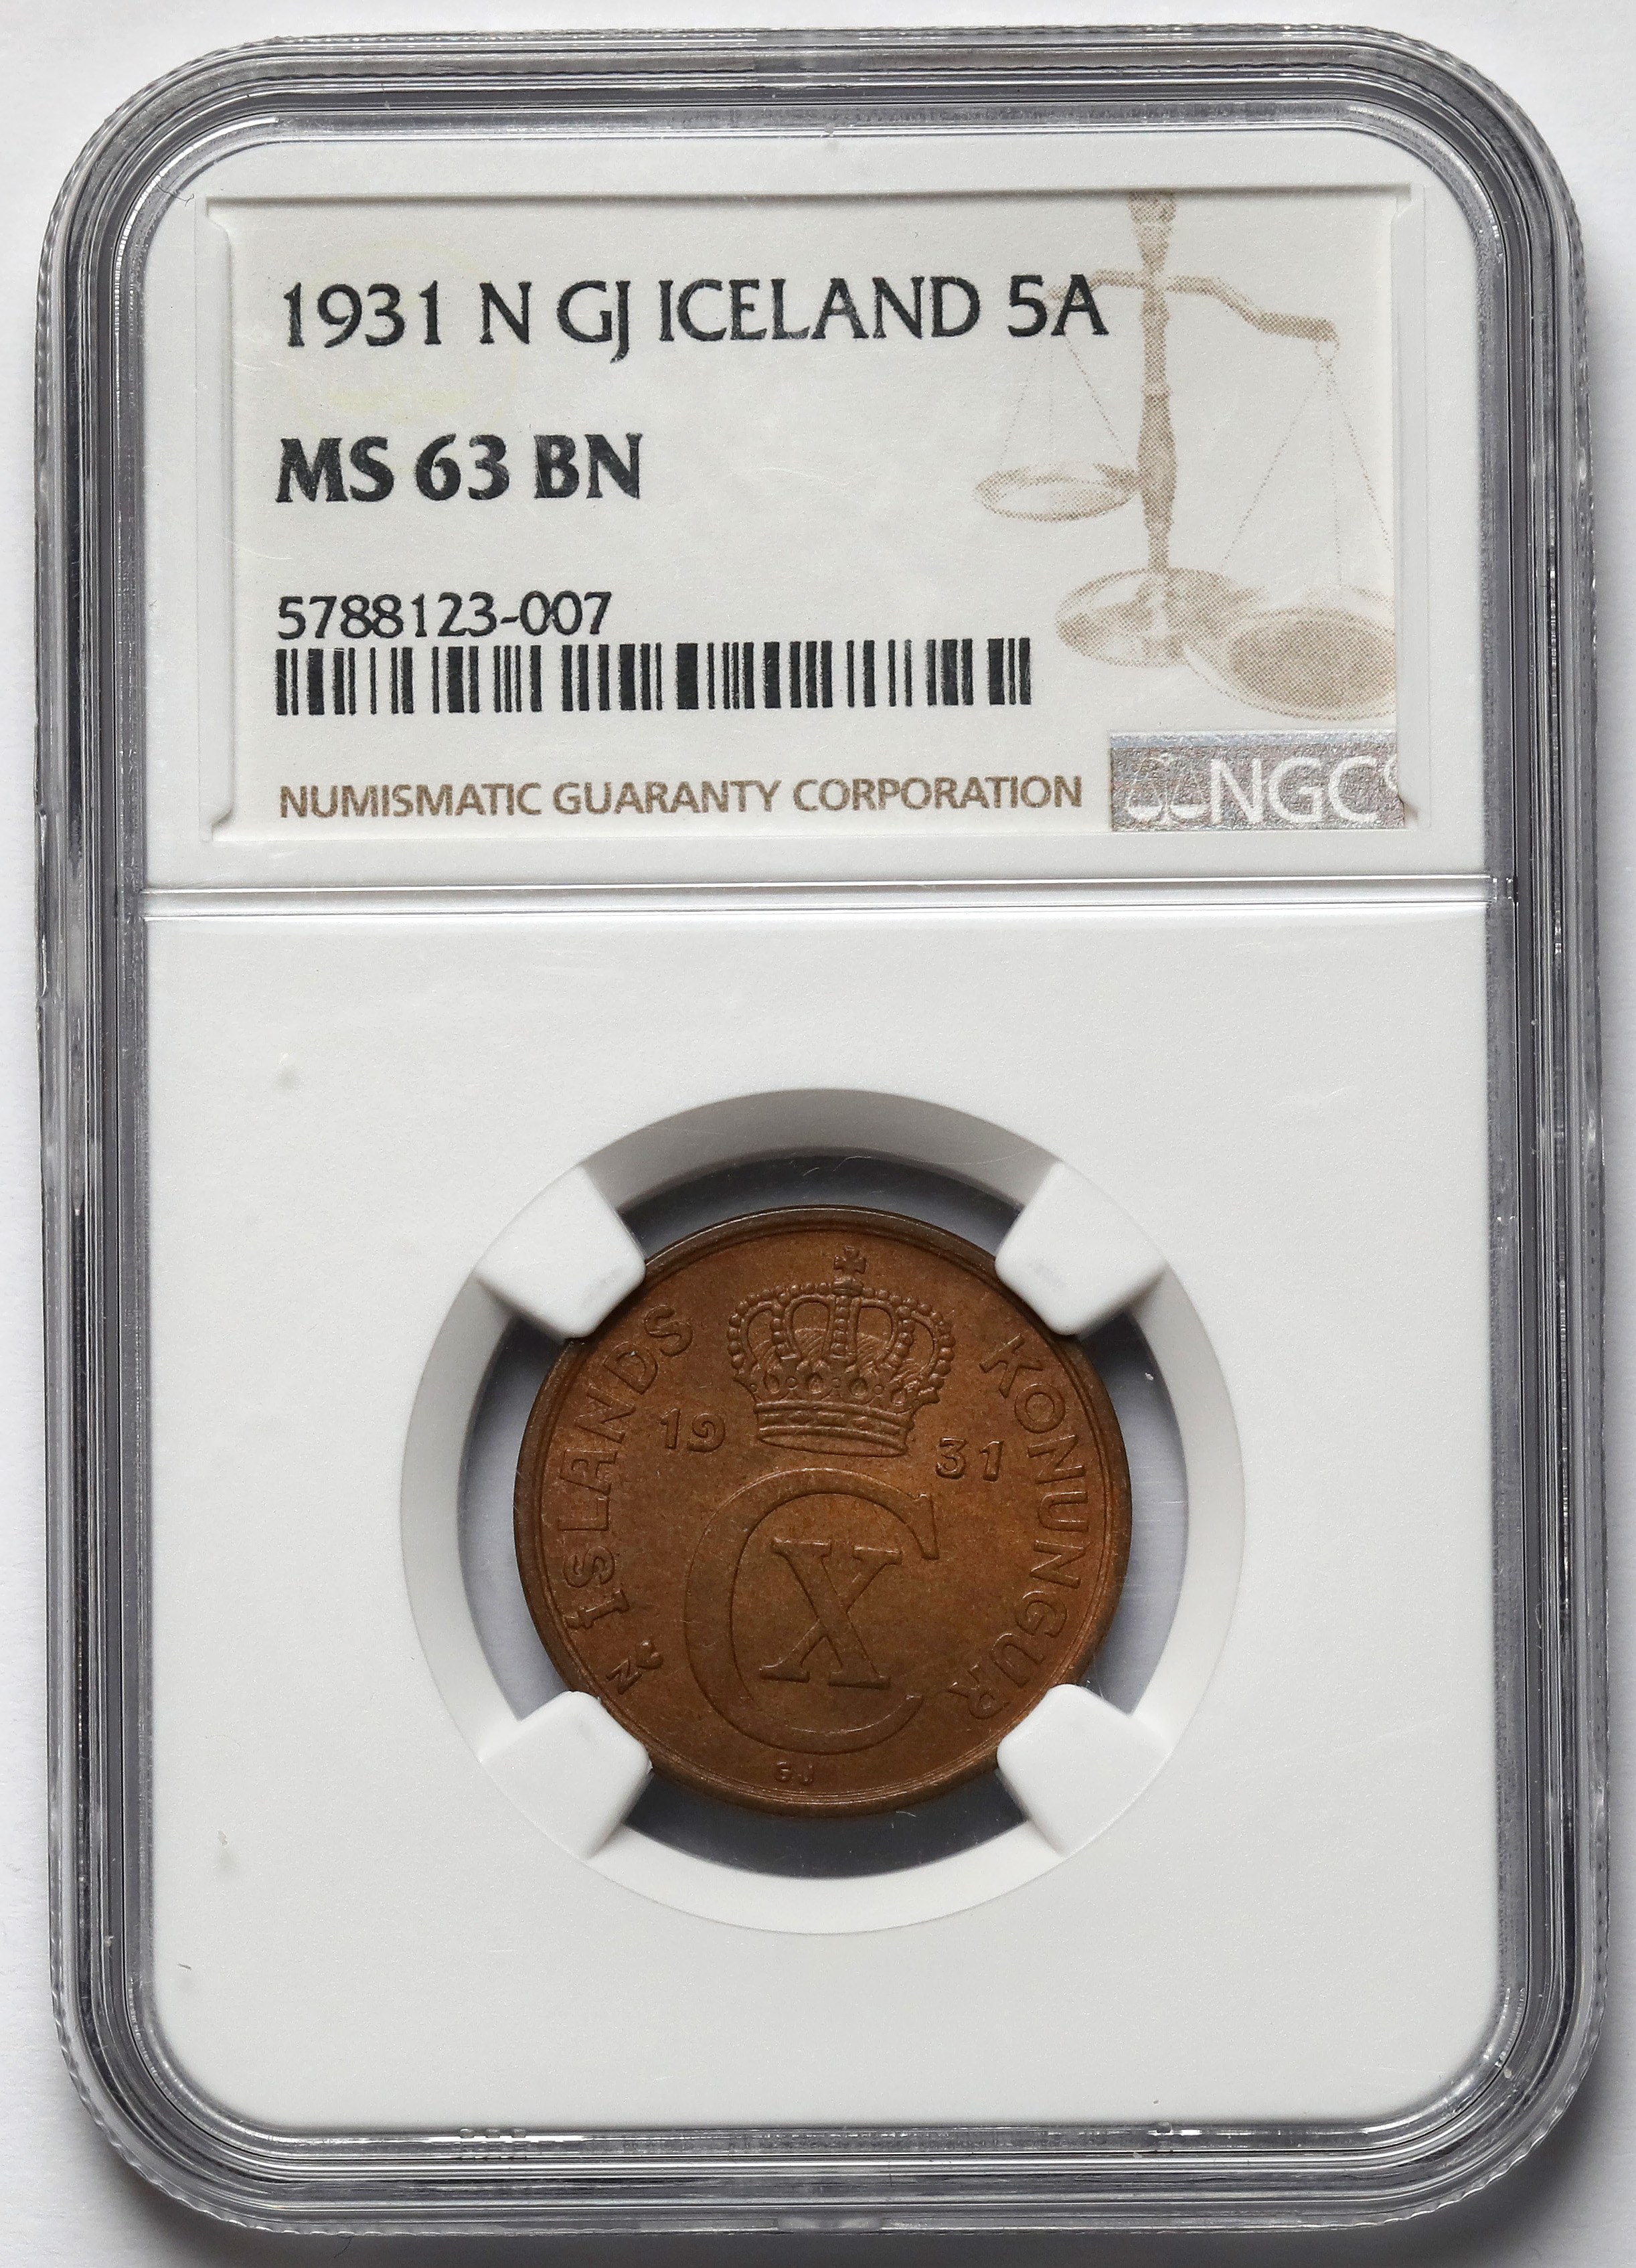 1931 N GJ ICELAND 5A
MS 63 BN
5788123-007
NUMISMATIC GUARANTY CORPORATION
NGC
ÍSLANDS KONUNGUR
19 31
CX
N
GJ